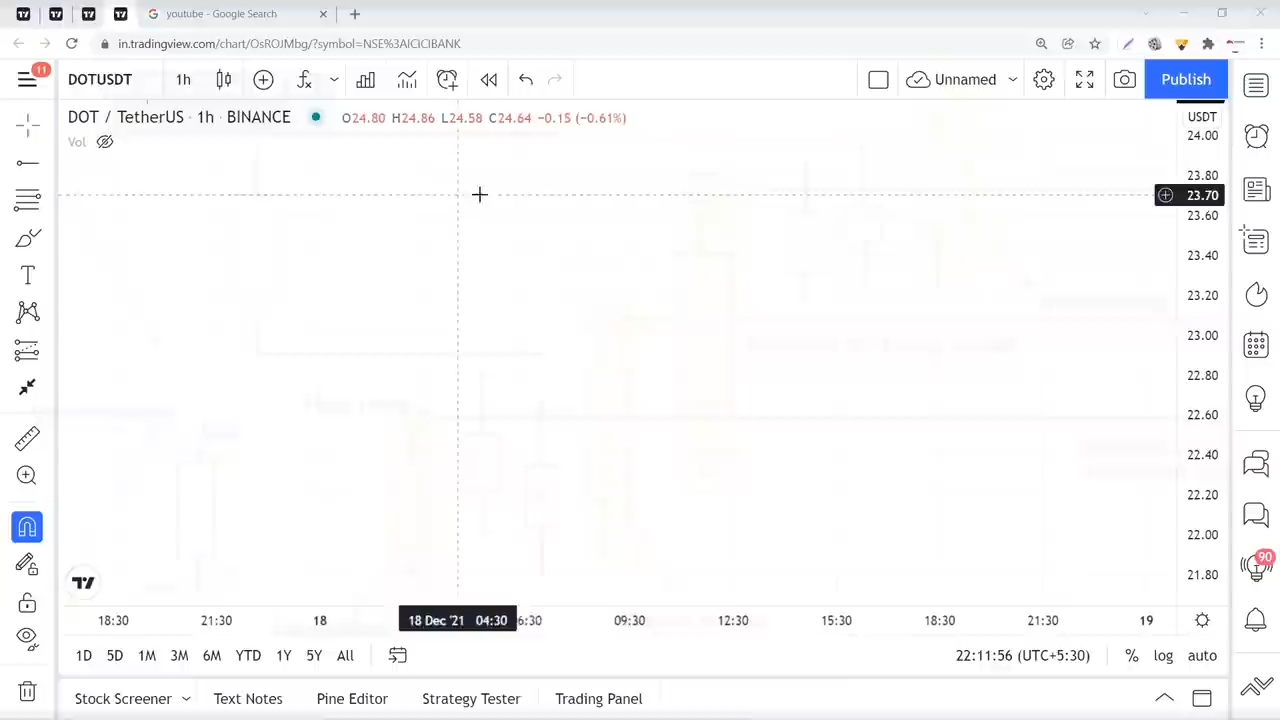 youtube - Google Search
in.tradingview.com/chart/OsROJMbg/?symbol=NSE%3AICICIBANK
11
DOTUSDT
1h
Unnamed
Publish
DOT / TetherUS · 1h · BINANCE
O24.80 H24.86 L24.58 C24.64 −0.15 (−0.61%)
Vol
USDT
24.00
23.80
23.70
23.60
23.40
23.20
23.00
22.80
22.60
22.40
22.20
22.00
21.80
90
18:30
21:30
18
18 Dec '21 04:30
6:30
09:30
12:30
15:30
18:30
21:30
19
1D 5D 1M 3M 6M YTD 1Y 5Y All
22:11:56 (UTC+5:30)
% log auto
Stock Screener
Text Notes
Pine Editor
Strategy Tester
Trading Panel